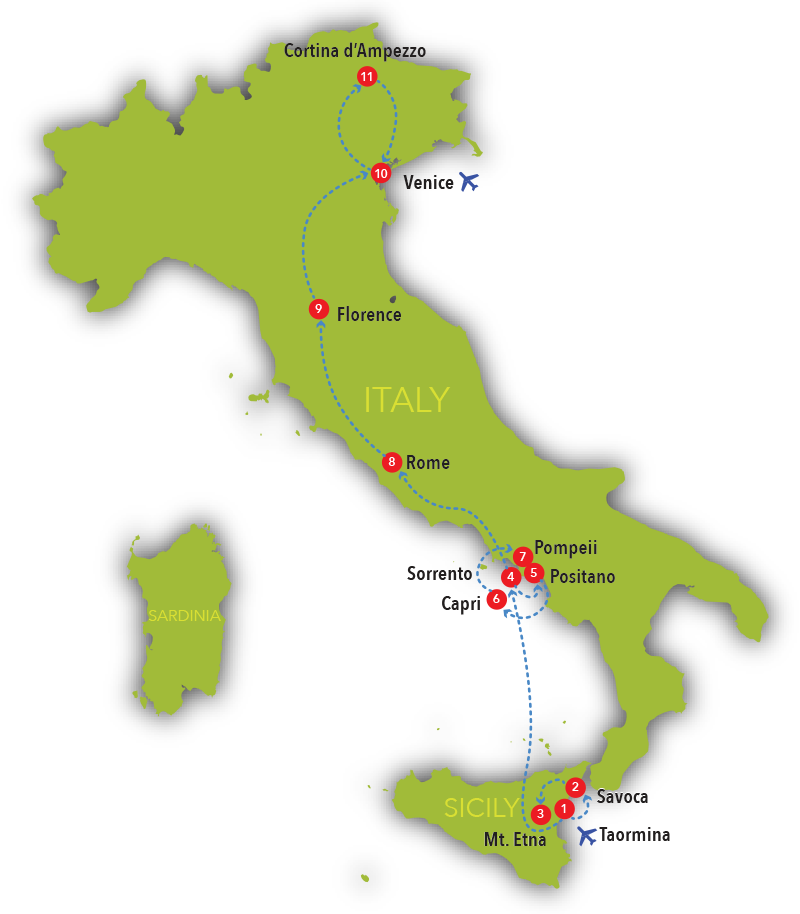 Cortina d'Ampezzo
11
10
Venice
9
Florence
ITALY
8
Rome
7
Pompeii
Sorrento
4
5
Positano
Capri
6
SARDINIA
2
Savoca
SICILY
3
1
Mt. Etna
Taormina